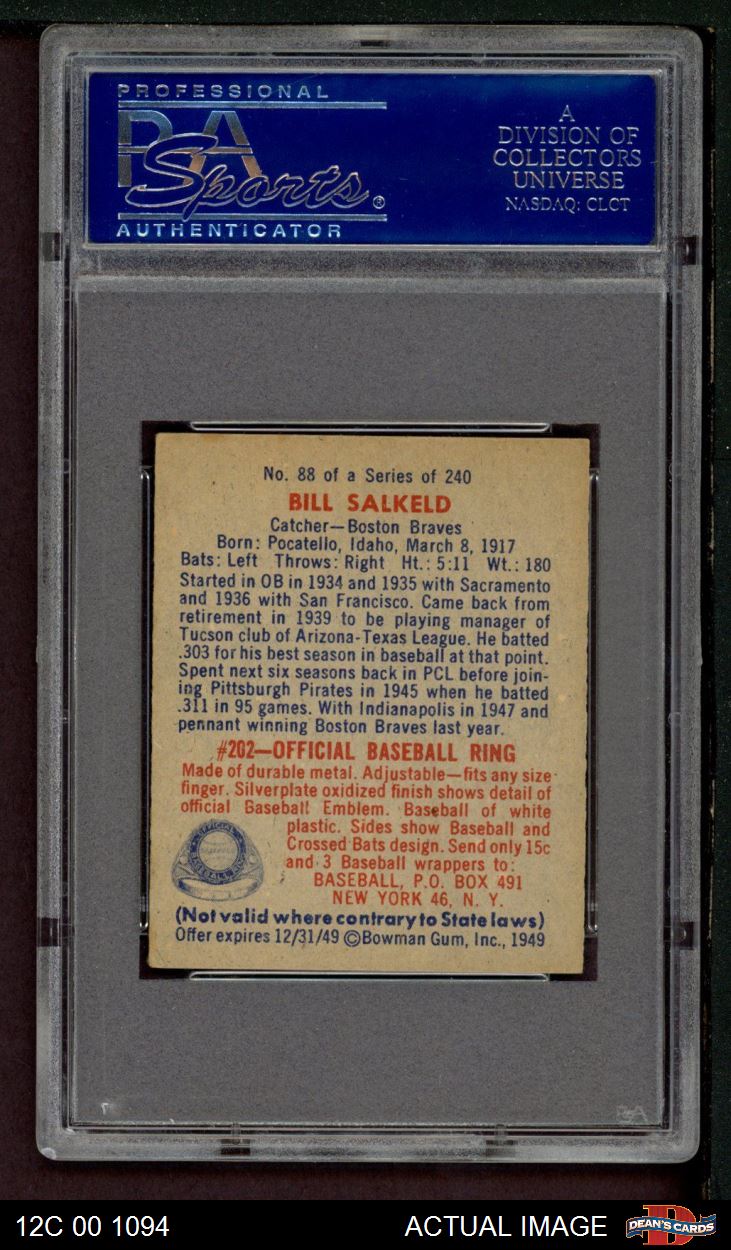 PROFESSIONAL
PSA
Sports®
AUTHENTICATOR
A
DIVISION OF
COLLECTORS
UNIVERSE
NASDAQ: CLCT
No. 88 of a Series of 240
BILL SALKELD
Catcher—Boston Braves
Born: Pocatello, Idaho, March 8, 1917
Bats: Left Throws: Right Ht.: 5:11 Wt.: 180
Started in OB in 1934 and 1935 with Sacramento
and 1936 with San Francisco. Came back from
retirement in 1939 to be playing manager of
Tucson club of Arizona-Texas League. He batted
.303 for his best season in baseball at that point.
Spent next six seasons back in PCL before join-
ing Pittsburgh Pirates in 1945 when he batted
.311 in 95 games. With Indianapolis in 1947 and
pennant winning Boston Braves last year.
#202—OFFICIAL BASEBALL RING
Made of durable metal. Adjustable—fits any size
finger. Silverplate oxidized finish shows detail of
official Baseball Emblem. Baseball of white
plastic. Sides show Baseball and
Crossed Bats design. Send only 15c
and 3 Baseball wrappers to:
BASEBALL, P.O. BOX 491
NEW YORK 46, N. Y.
(Not valid where contrary to State laws)
Offer expires 12/31/49 ©Bowman Gum, Inc., 1949
12C 00 1094
ACTUAL IMAGE
DEAN'S CARDS